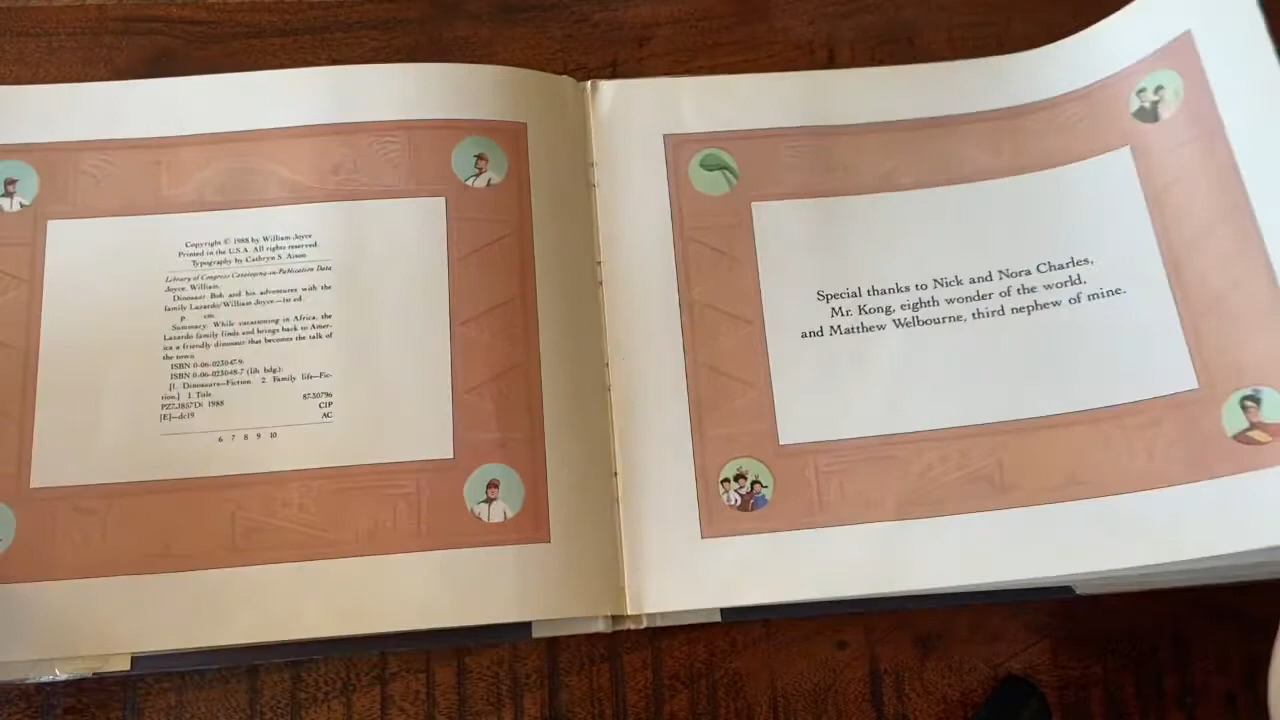 Copyright © 1988 by William Joyce
Printed in the U.S.A. All rights reserved.
Typography by Cathryn S. Aison
Library of Congress Cataloging-in-Publication Data
Joyce, William.
Dinosaur Bob and his adventures with the
family Lazardo/William Joyce.—1st ed.
p. cm.
Summary: While vacationing in Africa, the
Lazardo family finds and brings back to Amer-
ica a friendly dinosaur that becomes the talk of
the town.
ISBN 0-06-023047-9.
ISBN 0-06-023048-7 (lib. bdg.):
[1. Dinosaurs—Fiction. 2. Family life—Fic-
tion.] I. Title.
PZ7.J857Di 1988 87-30796
[E]—dc19 CIP
AC
6 7 8 9 10
Special thanks to Nick and Nora Charles,
Mr. Kong, eighth wonder of the world,
and Matthew Welbourne, third nephew of mine.